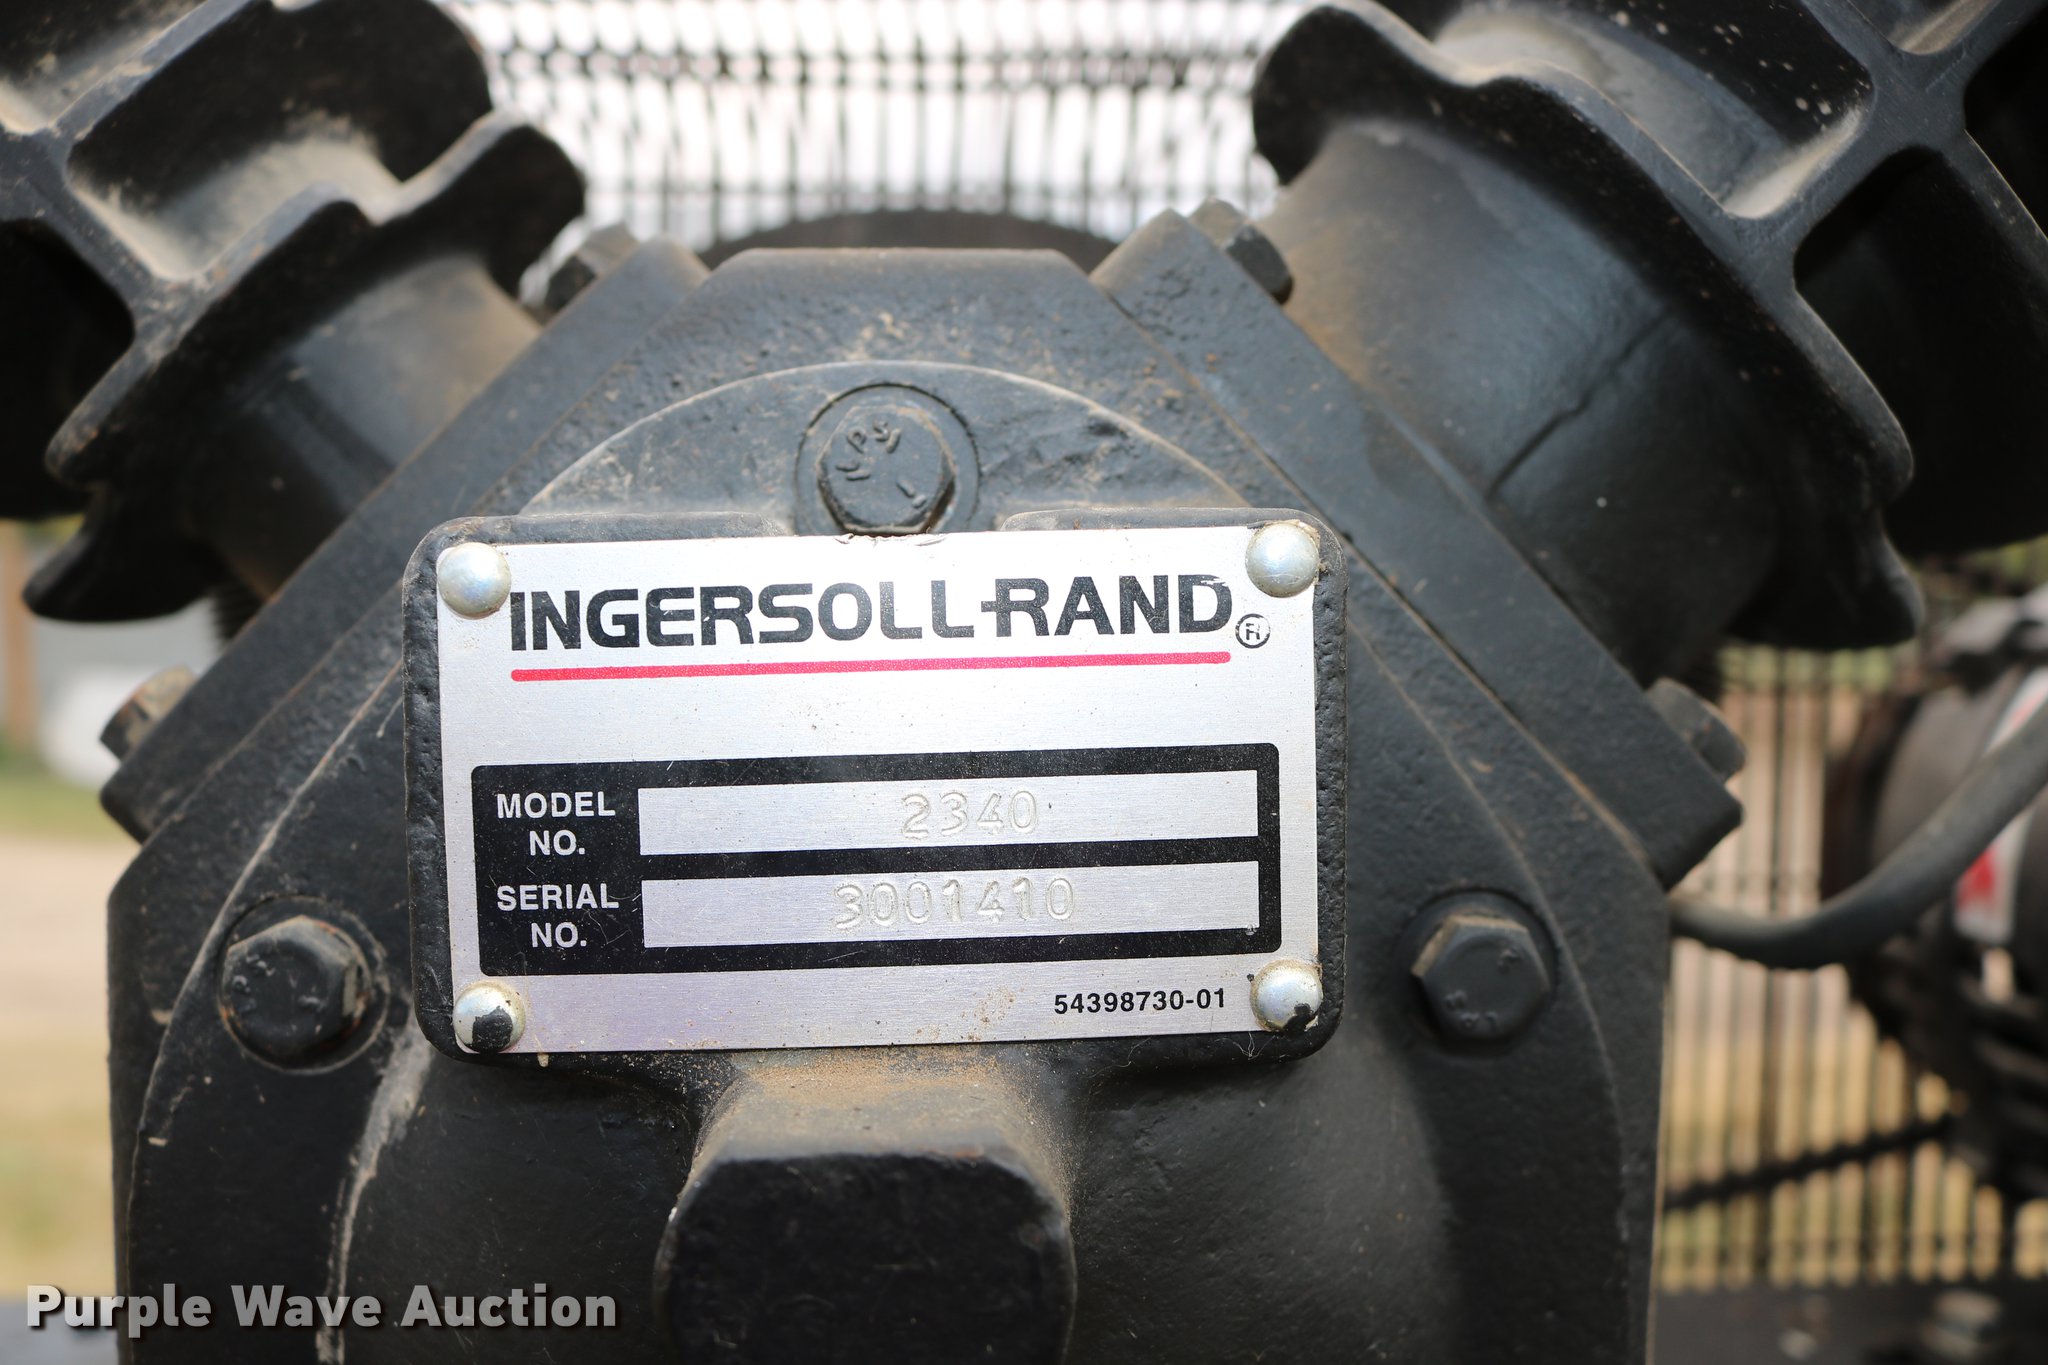 INGERSOLL-RAND®
MODEL NO. 2340
SERIAL NO. 3001410
54398730-01
Purple Wave Auction